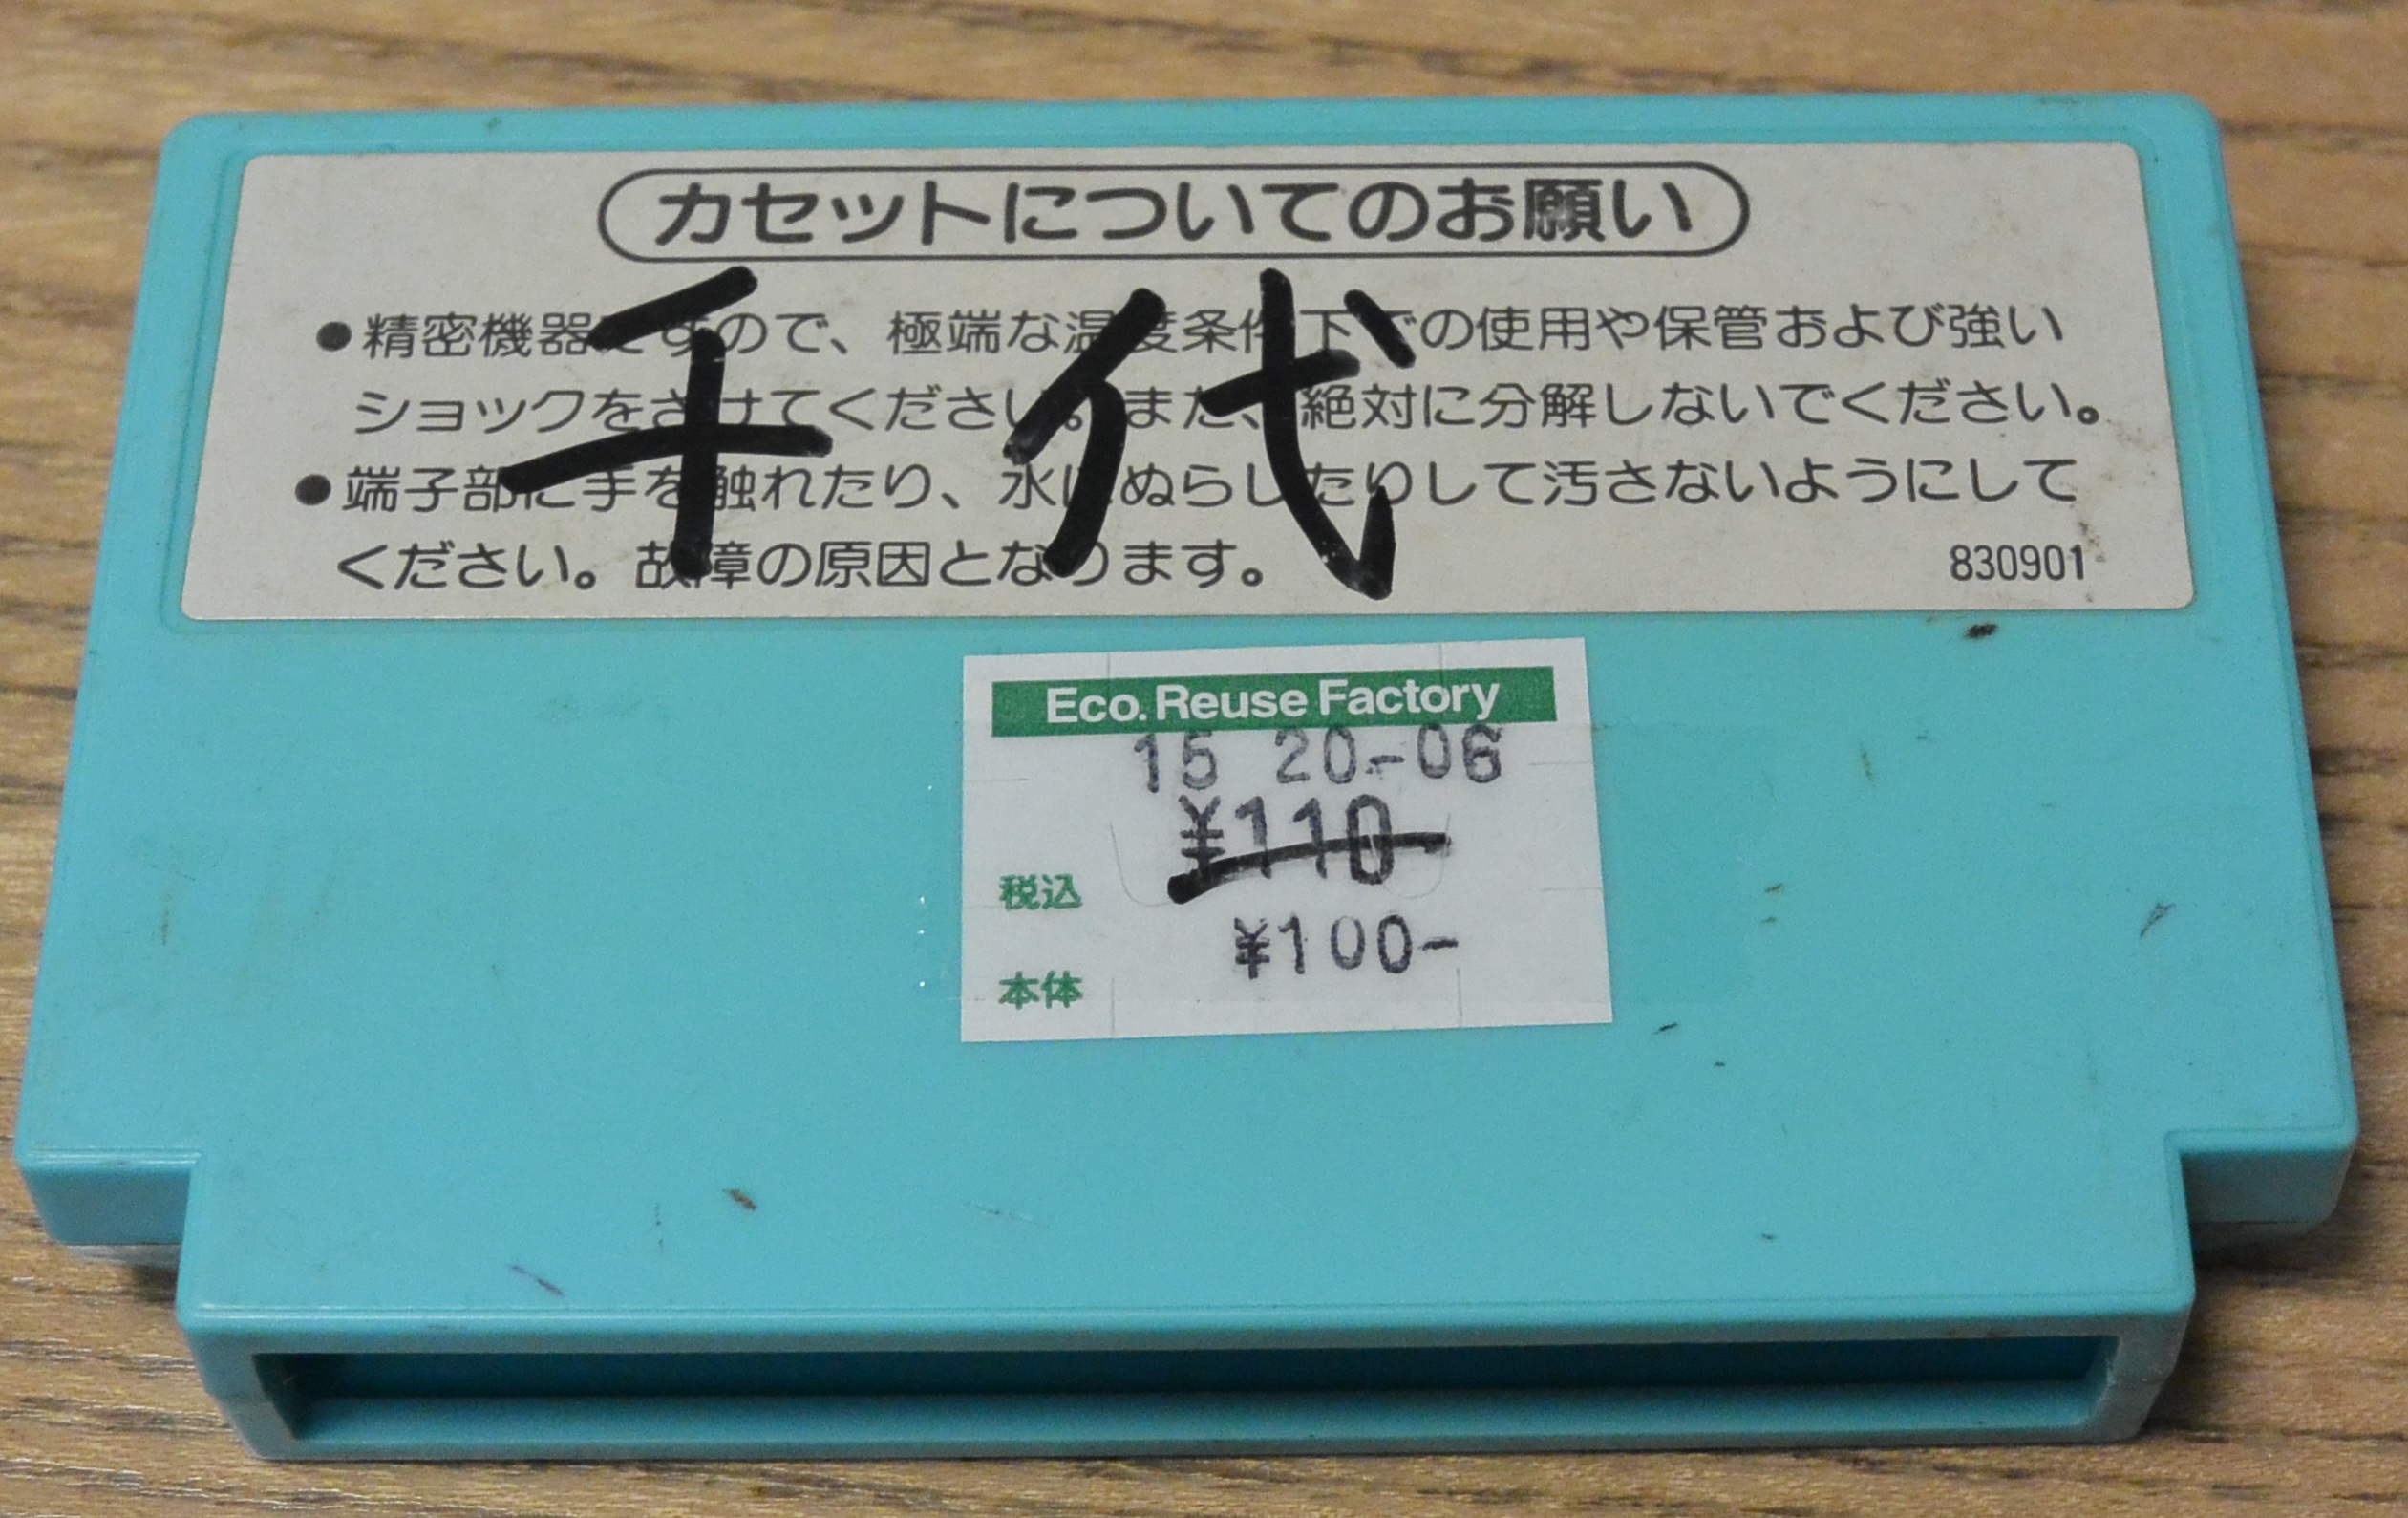 カセットについてのお願い
千代
●精密機器ですので、極端な温度条件下での使用や保管および強い
ショックをさけてください。また、絶対に分解しないでください。
●端子部に手を触れたり、水にぬらしたりして汚さないようにして
ください。故障の原因となります。
830901
Eco. Reuse Factory
15 20-06
¥110
税込
¥100-
本体